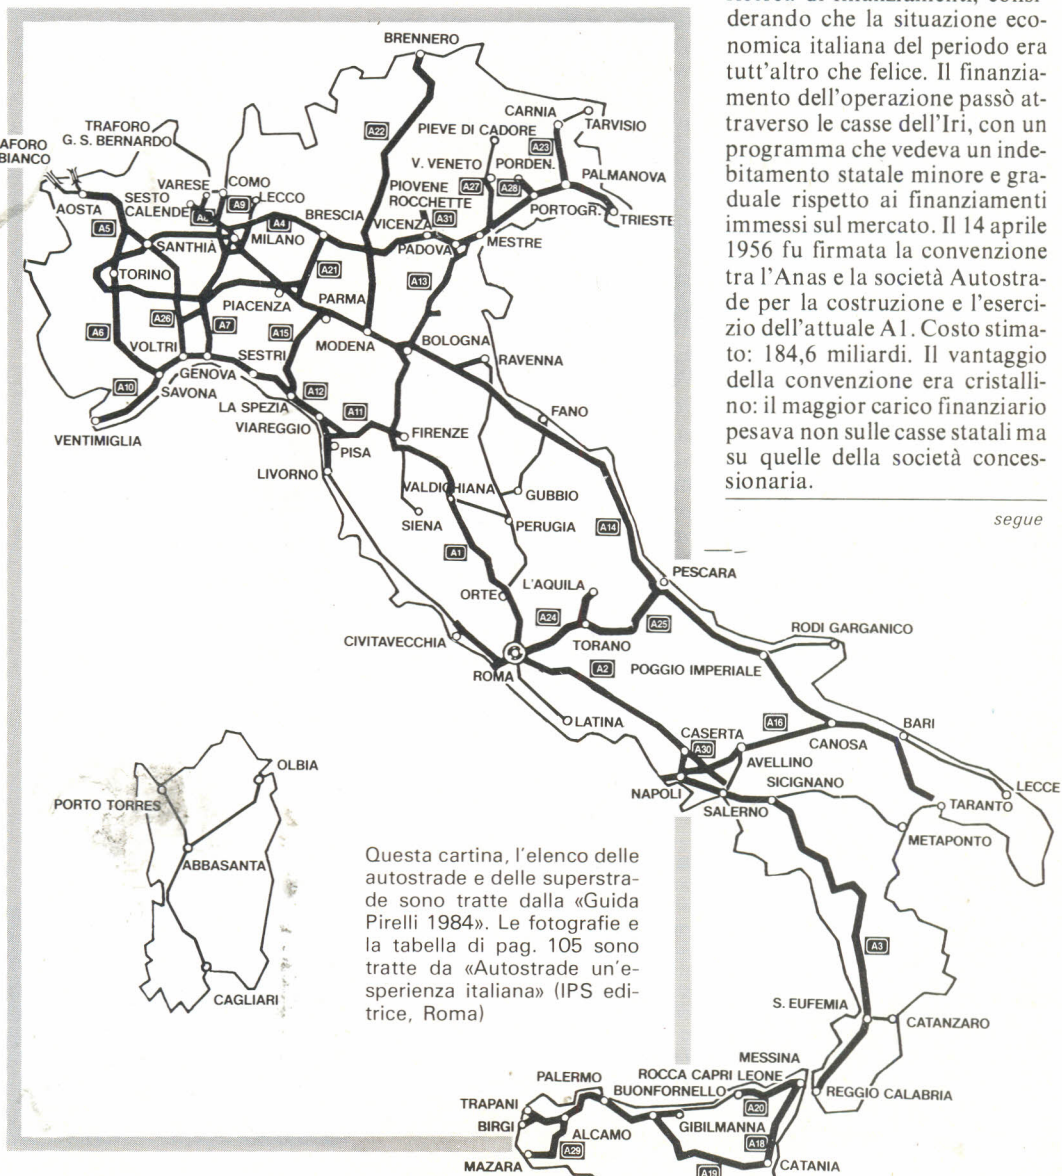 derando che la situazione eco-
nomica italiana del periodo era
tutt'altro che felice. Il finanzia-
mento dell'operazione passò at-
traverso le casse dell'Iri, con un
programma che vedeva un inde-
bitamento statale minore e gra-
duale rispetto ai finanziamenti
immessi sul mercato. Il 14 aprile
1956 fu firmata la convenzione
tra l'Anas e la società Autostra-
de per la costruzione e l'eserci-
zio dell'attuale A1. Costo stima-
to: 184,6 miliardi. Il vantaggio
della convenzione era cristalli-
no: il maggior carico finanziario
pesava non sulle casse statali ma
su quelle della società conces-
sionaria.
segue
BRENNERO
A22
TRAFORO
G. S. BERNARDO
AFORO
BIANCO
AOSTA
A5
VARESE
COMO
LECCO
SESTO
CALENDE
A8
A9
A4
SANTHIÀ
MILANO
BRESCIA
CARNIA
TARVISIO
PIEVE DI CADORE
A23
V. VENETO
PORDEN.
A27
A28
PALMANOVA
PIOVENE
ROCCHETTE
A31
VICENZA
PORTOGR.
TRIESTE
PADOVA
MESTRE
TORINO
A21
A13
PIACENZA
PARMA
A26
A7
A15
A6
MODENA
BOLOGNA
VOLTRI
SESTRI
RAVENNA
GENOVA
A10
SAVONA
A12
LA SPEZIA
A11
FANO
VIAREGGIO
FIRENZE
VENTIMIGLIA
PISA
LIVORNO
VALDICHIANA
GUBBIO
SIENA
PERUGIA
A14
A1
PESCARA
ORTE
L'AQUILA
A24
A25
CIVITAVECCHIA
TORANO
RODI GARGANICO
ROMA
A2
POGGIO IMPERIALE
LATINA
A16
BARI
CASERTA
A30
CANOSA
AVELLINO
NAPOLI
SICIGNANO
LECCE
SALERNO
TARANTO
METAPONTO
OLBIA
PORTO TORRES
ABBASANTA
CAGLIARI
Questa cartina, l'elenco delle
autostrade e delle superstra-
de sono tratte dalla «Guida
Pirelli 1984». Le fotografie e
la tabella di pag. 105 sono
tratte da «Autostrade un'e-
sperienza italiana» (IPS edi-
trice, Roma)
A3
S. EUFEMIA
CATANZARO
MESSINA
ROCCA CAPRI LEONE
REGGIO CALABRIA
PALERMO
BUONFORNELLO
TRAPANI
A20
BIRGI
GIBILMANNA
ALCAMO
A18
A29
MAZARA
A19
CATANIA